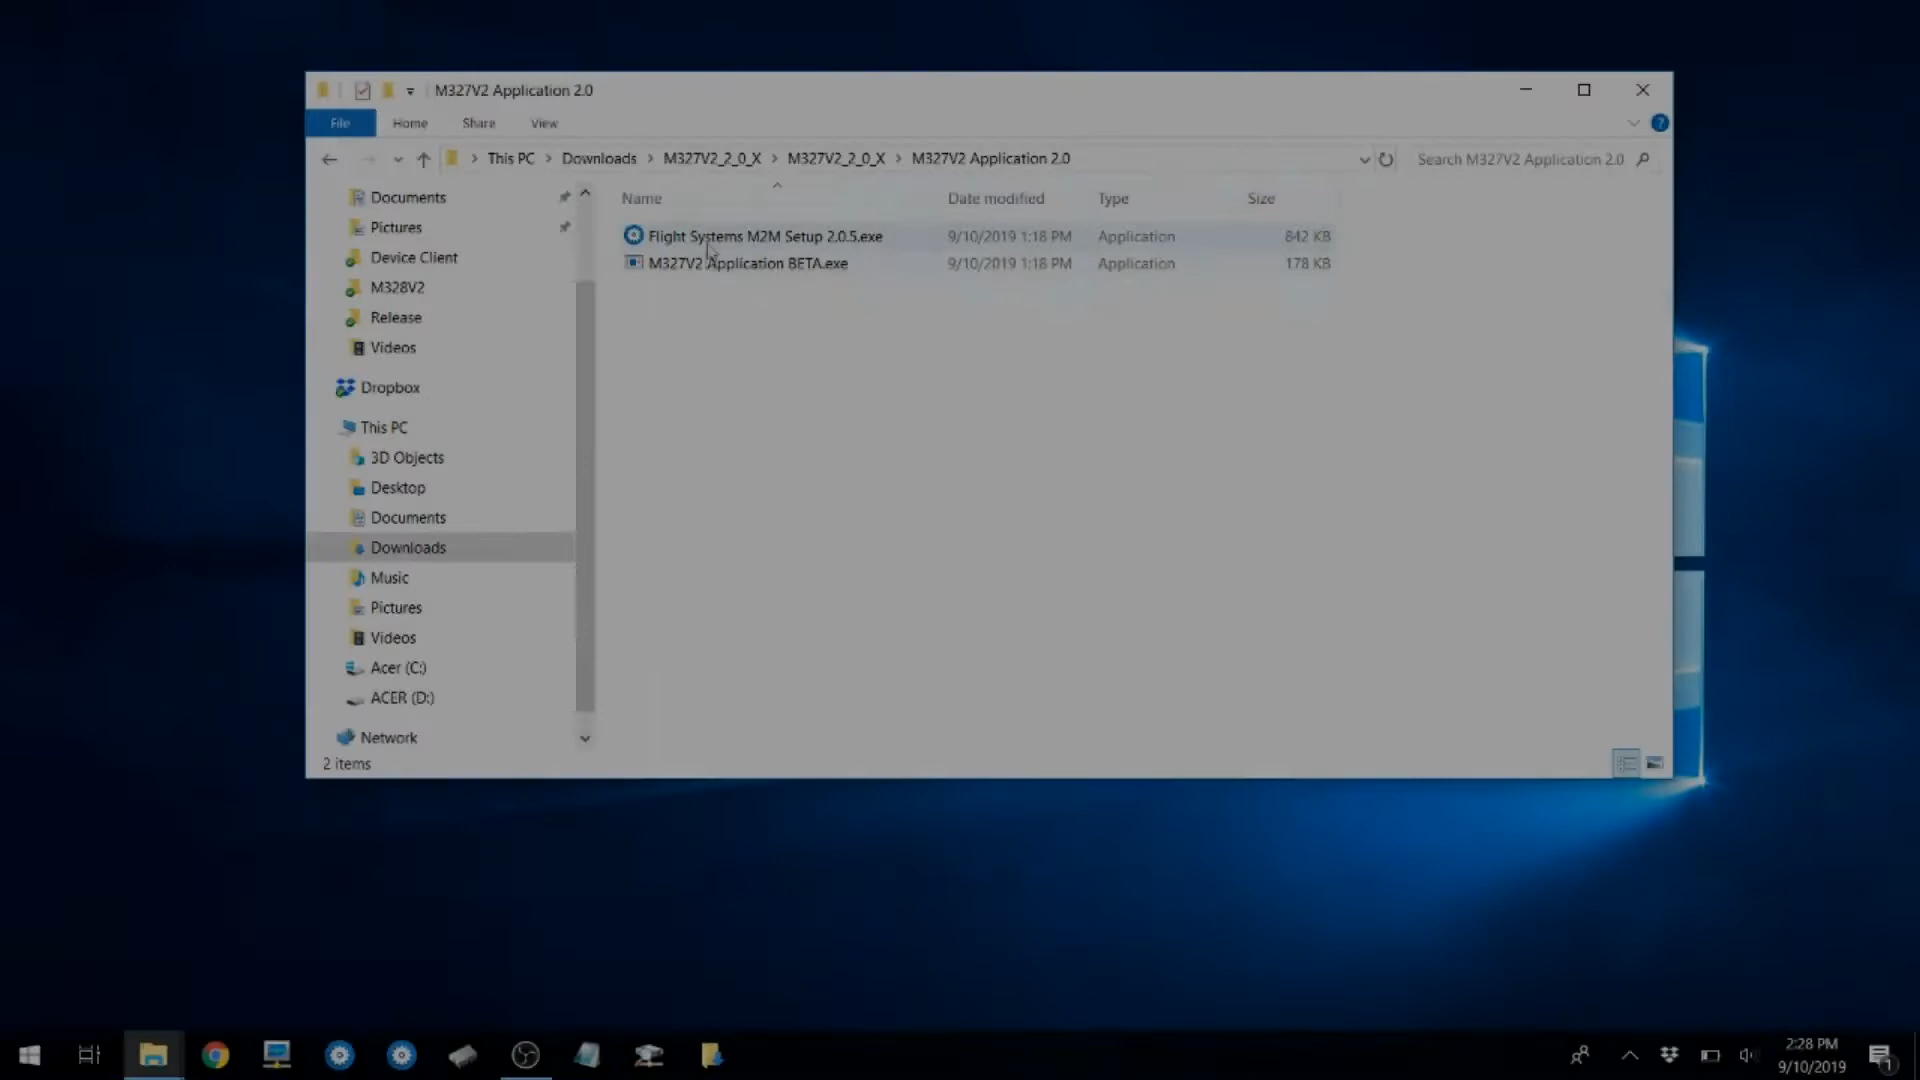 M327V2 Application 2.0
File Home Share View
This PC > Downloads > M327V2_2_0_X > M327V2_2_0_X > M327V2 Application 2.0
Search M327V2 Application 2.0
Name Date modified Type Size
Flight Systems M2M Setup 2.0.5.exe 9/10/2019 1:18 PM Application 842 KB
M327V2 Application BETA.exe 9/10/2019 1:18 PM Application 178 KB
Documents
Pictures
Device Client
M328V2
Release
Videos
Dropbox
This PC
3D Objects
Desktop
Documents
Downloads
Music
Pictures
Videos
Acer (C:)
ACER (D:)
Network
2 items
2:28 PM
9/10/2019
1